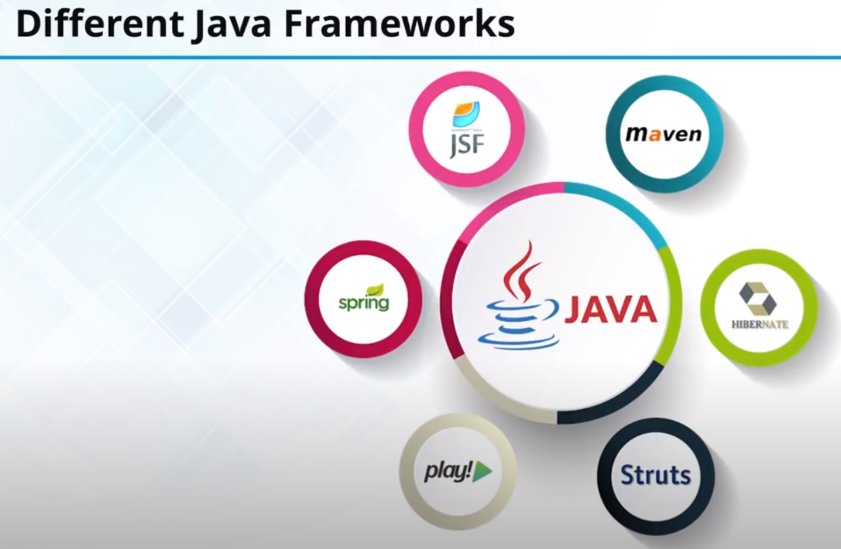 Different Java Frameworks
JSF
maven
JAVA
spring
HIBERNATE
play!
Struts